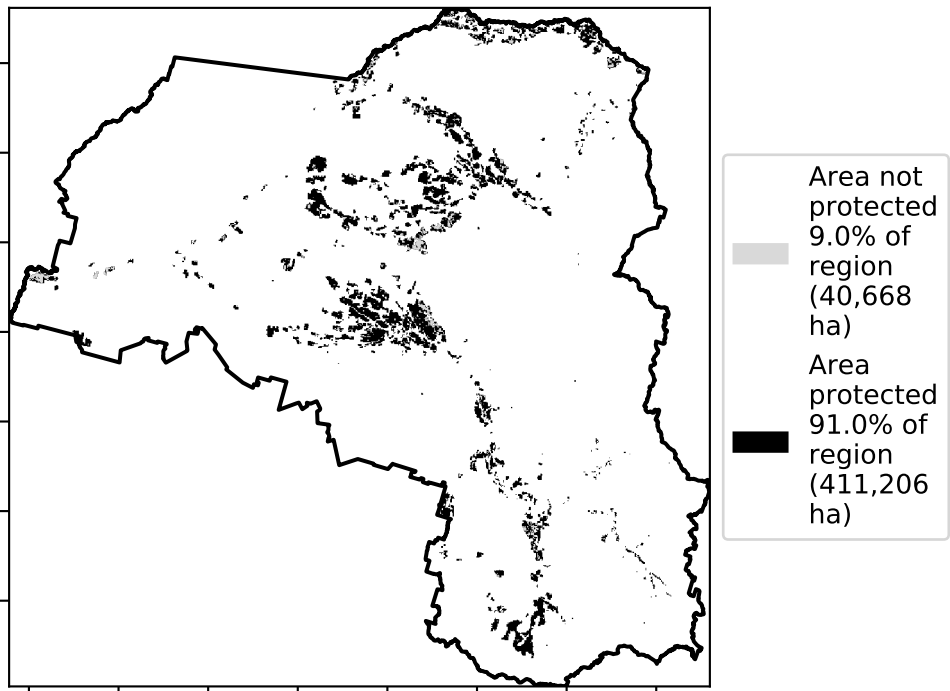 Area not
protected
9.0% of
region
(40,668
ha)
Area
protected
91.0% of
region
(411,206
ha)